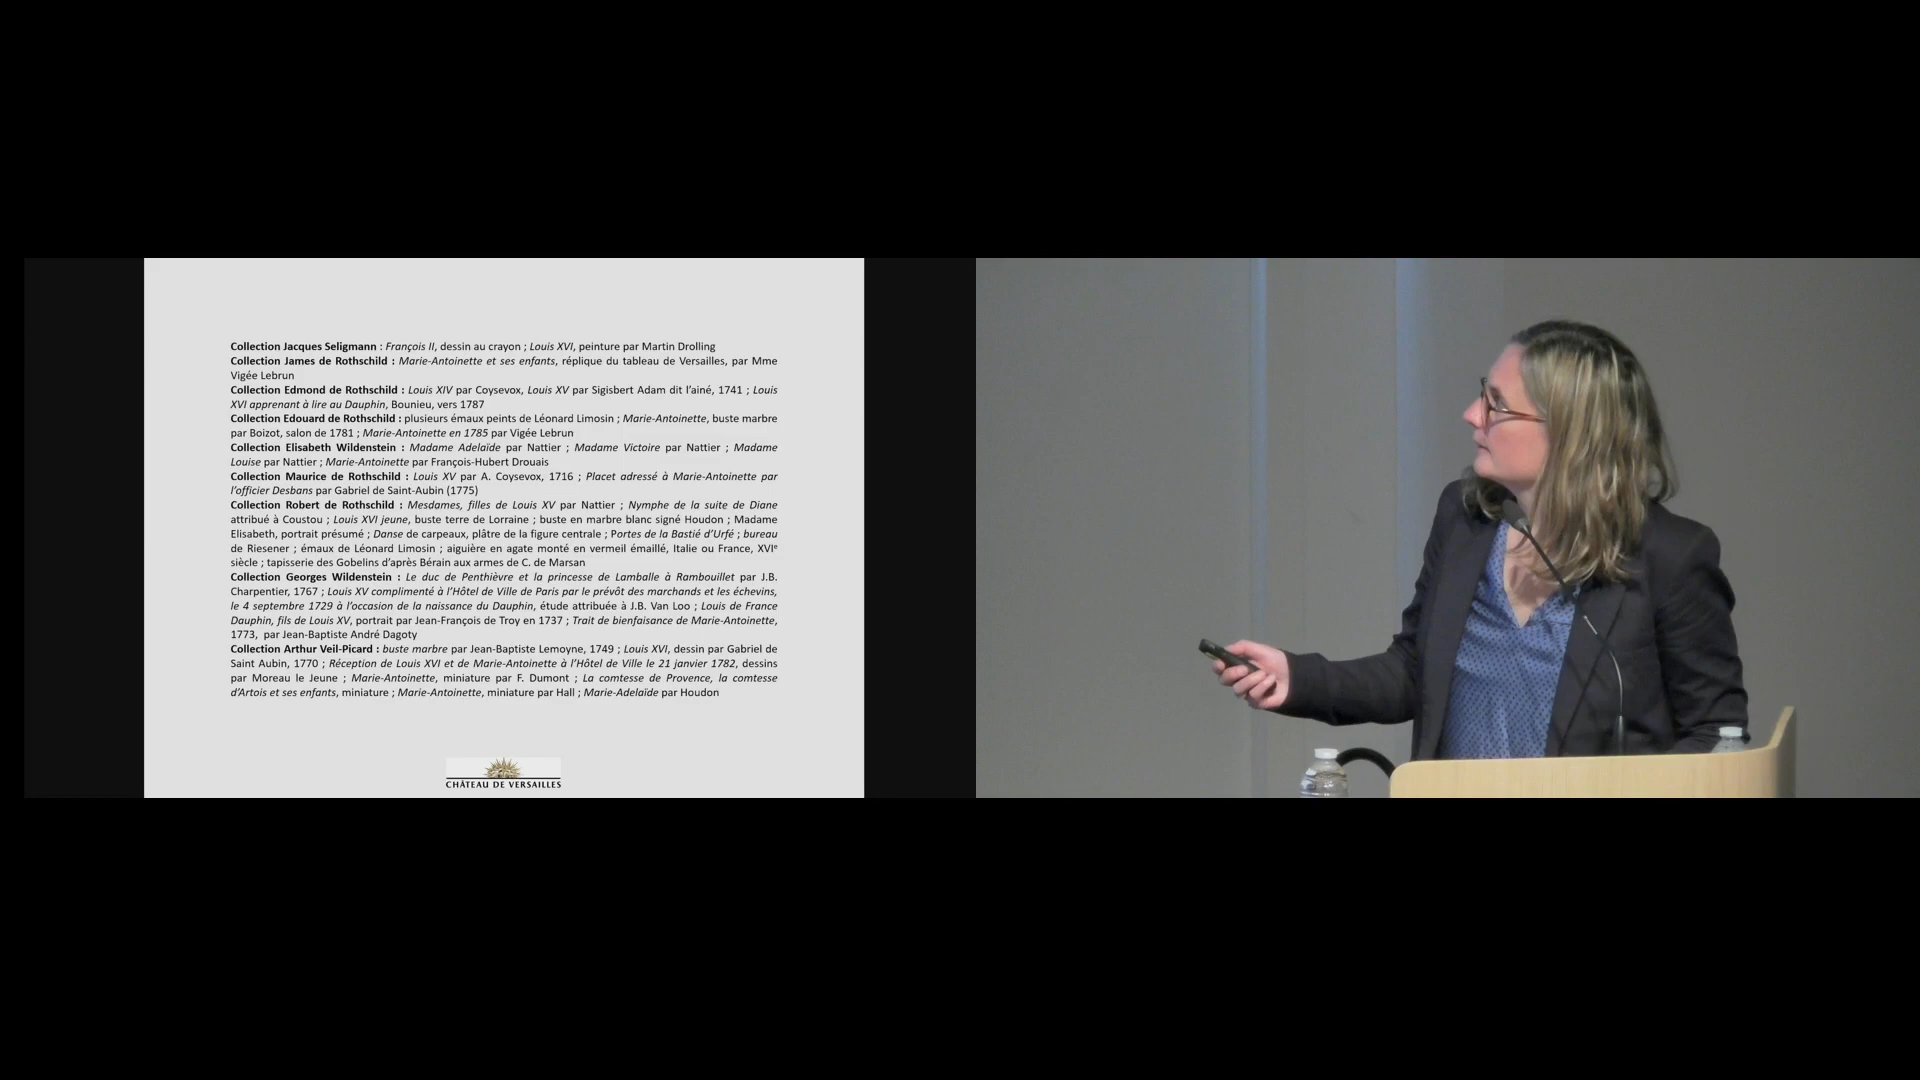 Collection Jacques Seligmann : François II, dessin au crayon ; Louis XVI, peinture par Martin Drolling
Collection James de Rothschild : Marie-Antoinette et ses enfants, réplique du tableau de Versailles, par Mme
Vigée Lebrun
Collection Edmond de Rothschild : Louis XIV par Coysevox, Louis XV par Sigisbert Adam dit l'ainé, 1741 ; Louis
XVI apprenant à lire au Dauphin, Bounieu, vers 1787
Collection Edouard de Rothschild : plusieurs émaux peints de Léonard Limosin ; Marie-Antoinette, buste marbre
par Boizot, salon de 1781 ; Marie-Antoinette en 1785 par Vigée Lebrun
Collection Elisabeth Wildenstein : Madame Adelaïde par Nattier ; Madame Victoire par Nattier ; Madame
Louise par Nattier ; Marie-Antoinette par François-Hubert Drouais
Collection Maurice de Rothschild : Louis XV par A. Coysevox, 1716 ; Placet adressé à Marie-Antoinette par
l'officier Desbans par Gabriel de Saint-Aubin (1775)
Collection Robert de Rothschild : Mesdames, filles de Louis XV par Nattier ; Nymphe de la suite de Diane
attribué à Coustou ; Louis XVI jeune, buste terre de Lorraine ; buste en marbre blanc signé Houdon ; Madame
Elisabeth, portrait présumé ; Danse de carpeaux, plâtre de la figure centrale ; Portes de la Bastié d'Urfé ; bureau
de Riesener ; émaux de Léonard Limosin ; aiguière en agate monté en vermeil émaillé, Italie ou France, XVIe
siècle ; tapisserie des Gobelins d'après Bérain aux armes de C. de Marsan
Collection Georges Wildenstein : Le duc de Penthièvre et la princesse de Lamballe à Rambouillet par J.B.
Charpentier, 1767 ; Louis XV complimenté à l'Hôtel de Ville de Paris par le prévôt des marchands et les échevins,
le 4 septembre 1729 à l'occasion de la naissance du Dauphin, étude attribuée à J.B. Van Loo ; Louis de France
Dauphin, fils de Louis XV, portrait par Jean-François de Troy en 1737 ; Trait de bienfaisance de Marie-Antoinette,
1773, par Jean-Baptiste André Dagoty
Collection Arthur Veil-Picard : buste marbre par Jean-Baptiste Lemoyne, 1749 ; Louis XVI, dessin par Gabriel de
Saint Aubin, 1770 ; Réception de Louis XVI et de Marie-Antoinette à l'Hôtel de Ville le 21 janvier 1782, dessins
par Moreau le Jeune ; Marie-Antoinette, miniature par F. Dumont ; La comtesse de Provence, la comtesse
d'Artois et ses enfants, miniature ; Marie-Antoinette, miniature par Hall ; Marie-Adelaïde par Houdon
CHÂTEAU DE VERSAILLES